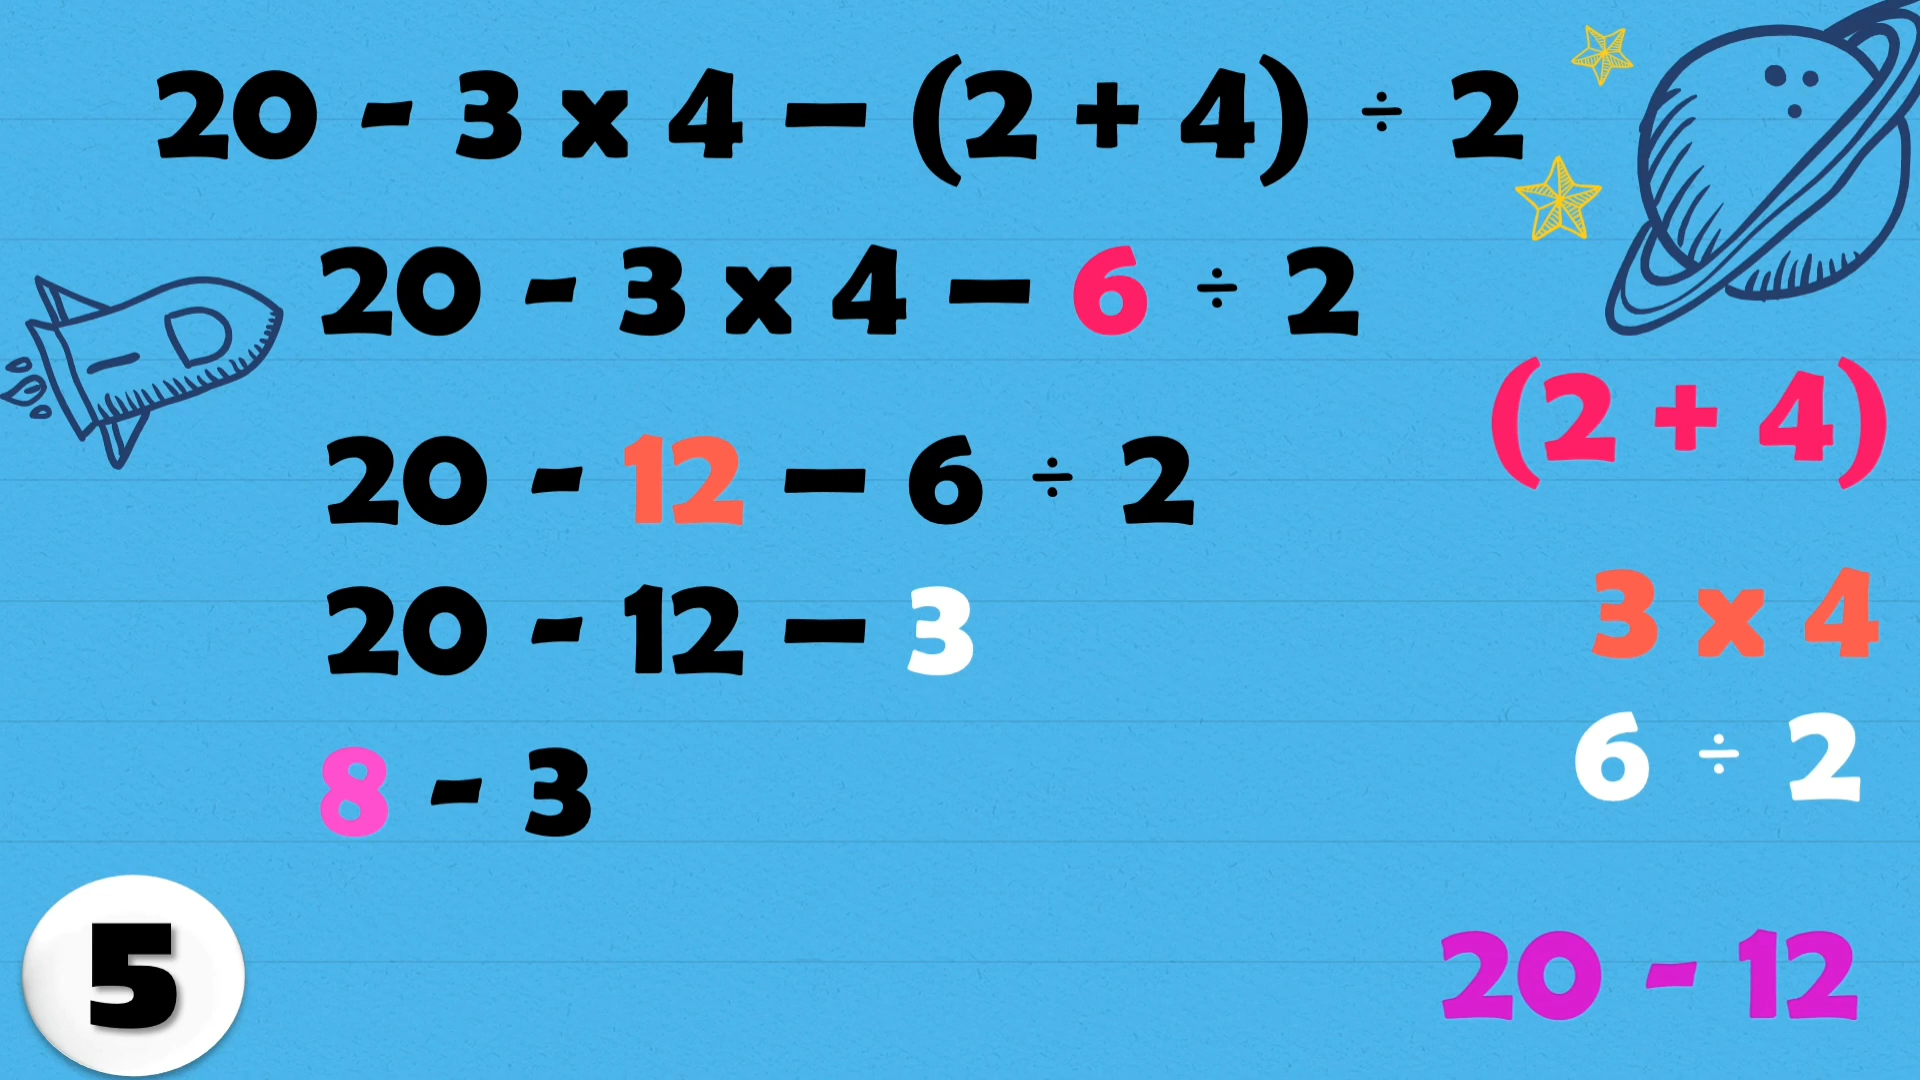 20 - 3 x 4 – (2 + 4) ÷ 2
20 - 3 x 4 – 6 ÷ 2
(2 + 4)
20 - 12 – 6 ÷ 2
20 - 12 – 3
3 x 4
6 ÷ 2
8 - 3
5
20 - 12